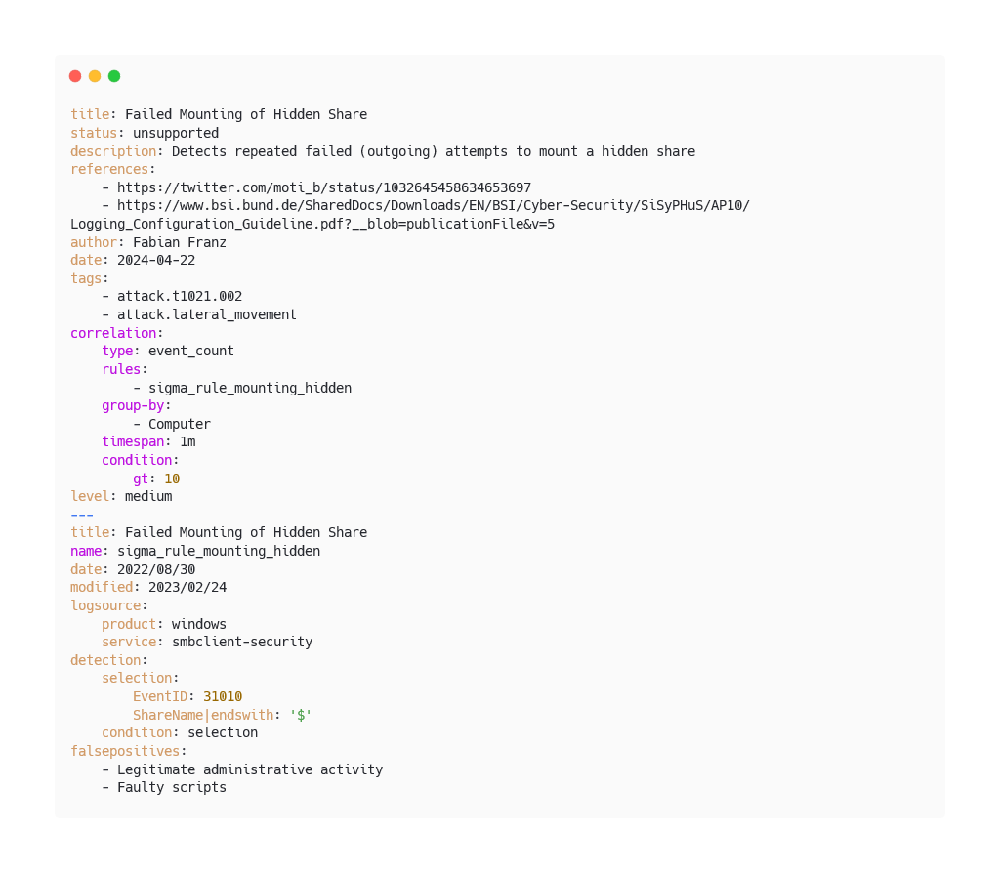 title: Failed Mounting of Hidden Share
status: unsupported
description: Detects repeated failed (outgoing) attempts to mount a hidden share
references:
    - https://twitter.com/moti_b/status/1032645458634653697
    - https://www.bsi.bund.de/SharedDocs/Downloads/EN/BSI/Cyber-Security/SiSyPHuS/AP10/
Logging_Configuration_Guideline.pdf?__blob=publicationFile&v=5
author: Fabian Franz
date: 2024-04-22
tags:
    - attack.t1021.002
    - attack.lateral_movement
correlation:
    type: event_count
    rules:
        - sigma_rule_mounting_hidden
    group-by:
        - Computer
    timespan: 1m
    condition:
        gt: 10
level: medium
---
title: Failed Mounting of Hidden Share
name: sigma_rule_mounting_hidden
date: 2022/08/30
modified: 2023/02/24
logsource:
    product: windows
    service: smbclient-security
detection:
    selection:
        EventID: 31010
        ShareName|endswith: '$'
    condition: selection
falsepositives:
    - Legitimate administrative activity
    - Faulty scripts